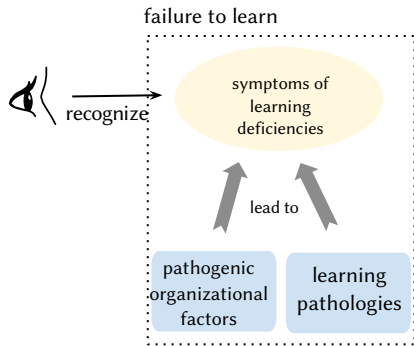 failure to learn
symptoms of
learning
deficiencies
recognize
lead to
pathogenic
organizational
factors
learning
pathologies